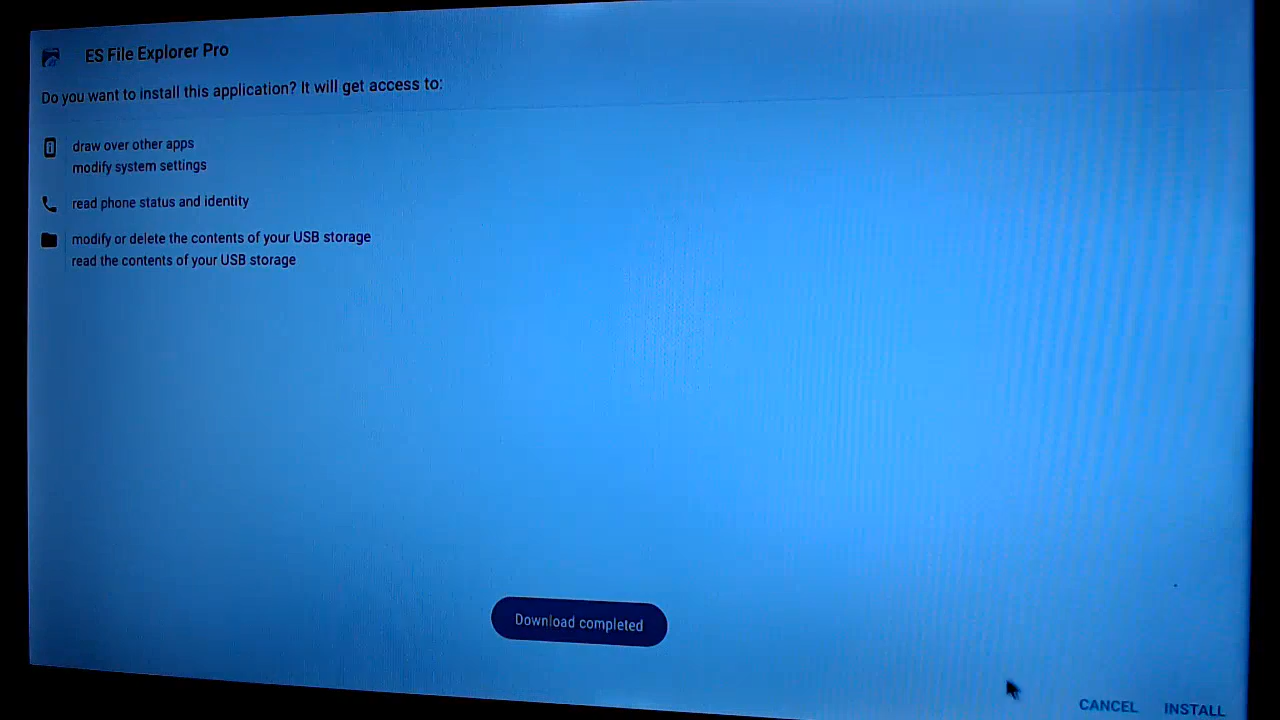 ES File Explorer Pro
Do you want to install this application? It will get access to:
draw over other apps
modify system settings
read phone status and identity
modify or delete the contents of your USB storage
read the contents of your USB storage
Download completed
CANCEL INSTALL